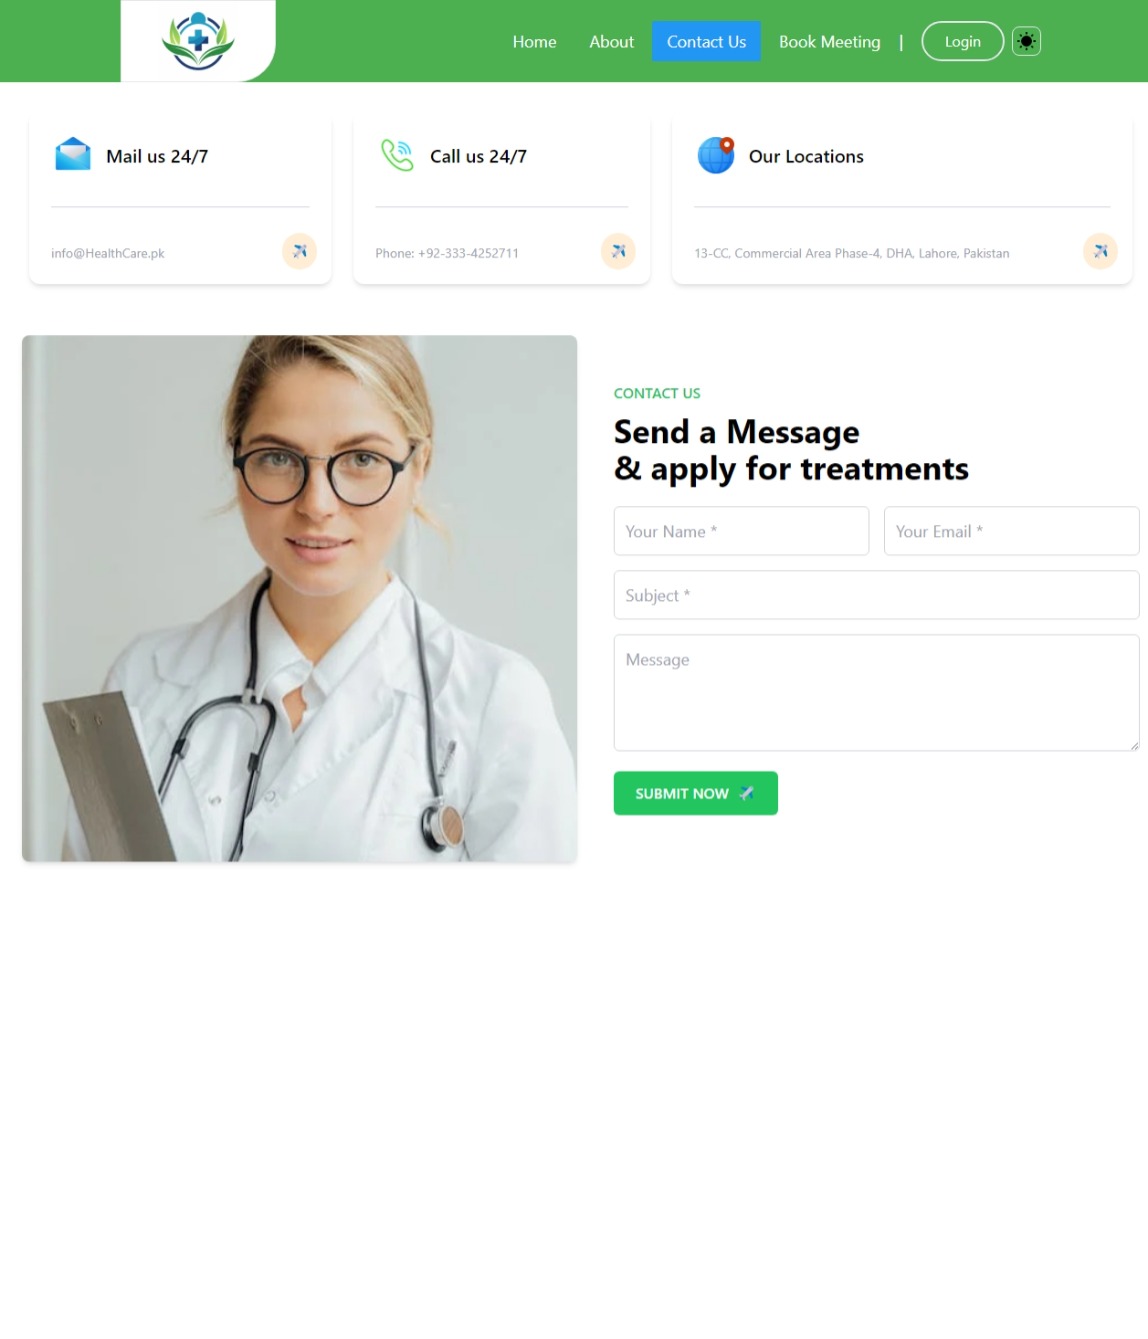 Home About Contact Us Book Meeting | Login
Mail us 24/7
info@HealthCare.pk
Call us 24/7
Phone: +92-333-4252711
Our Locations
13-CC, Commercial Area Phase-4, DHA, Lahore, Pakistan
CONTACT US
Send a Message
& apply for treatments
Your Name *
Your Email *
Subject *
Message
SUBMIT NOW